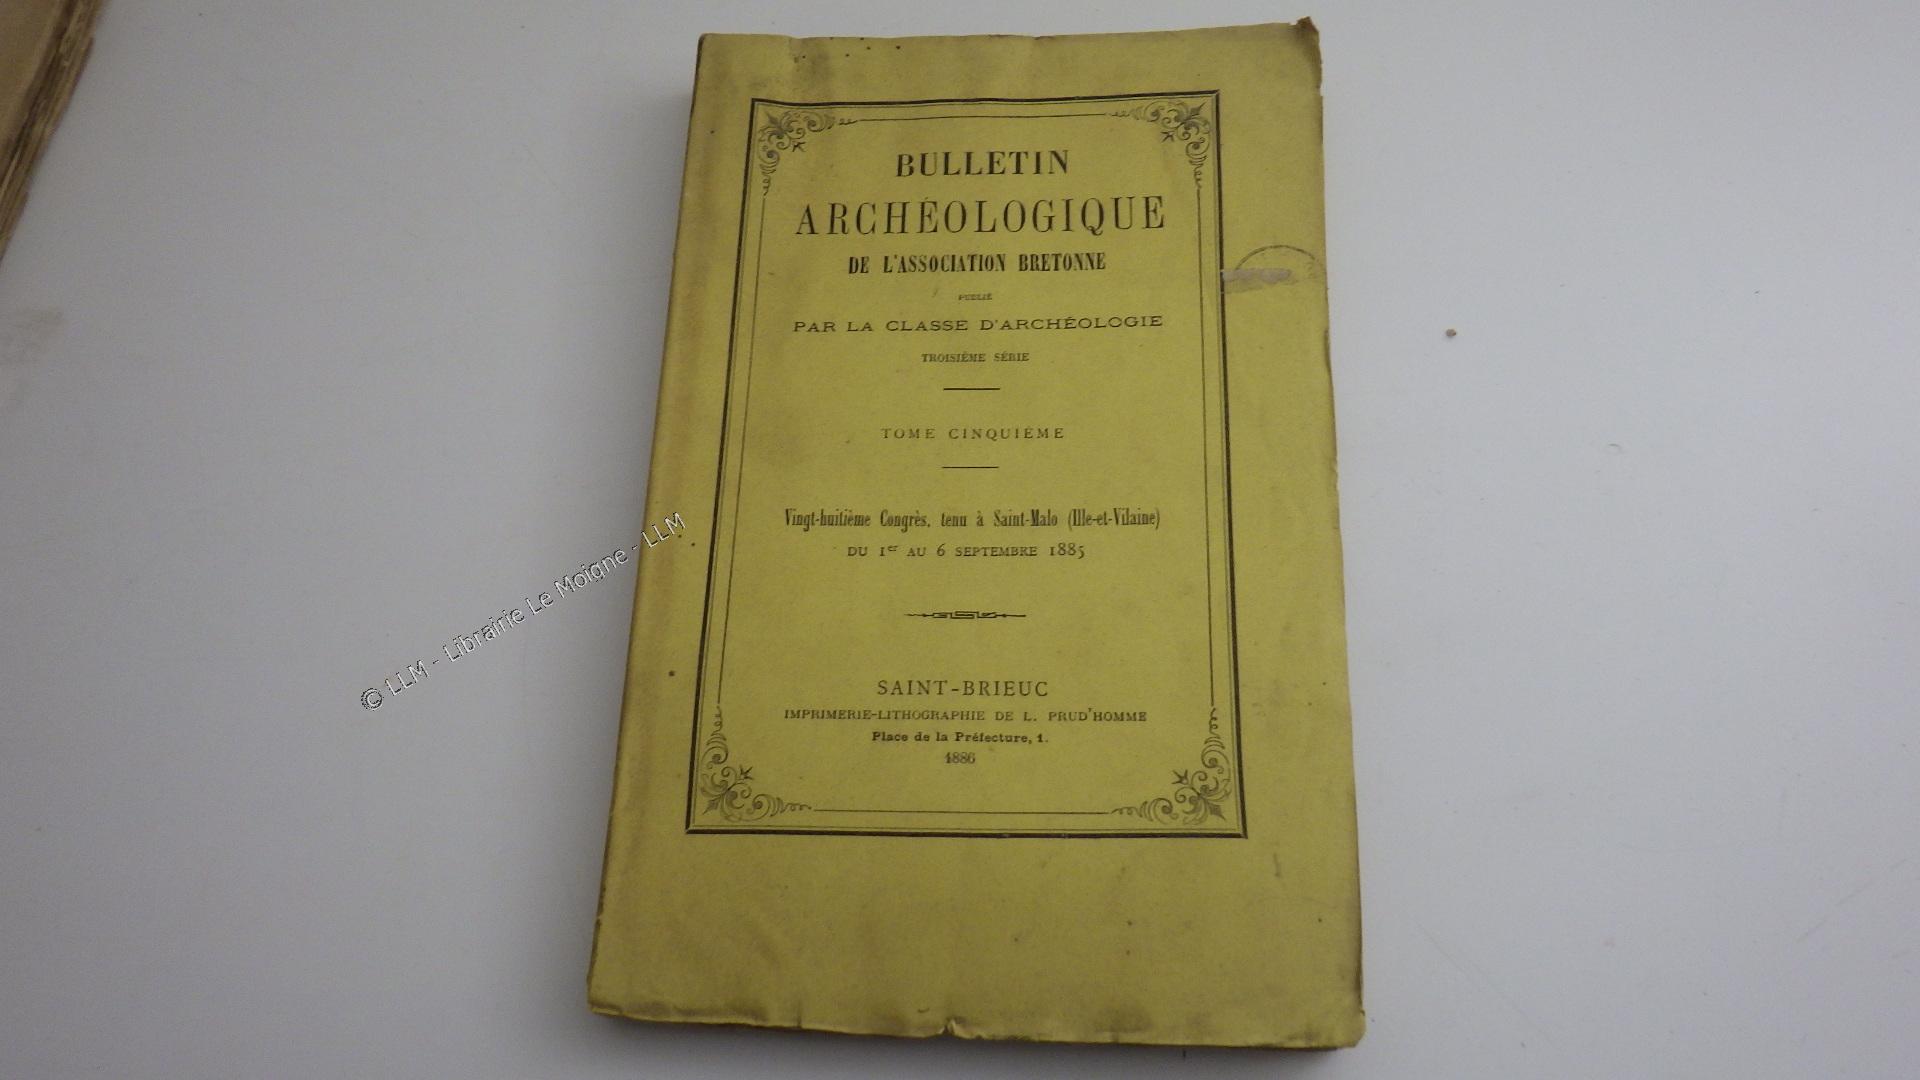 BULLETIN
ARCHÉOLOGIQUE
DE L'ASSOCIATION BRETONNE
PUBLIÉ
PAR LA CLASSE D'ARCHÉOLOGIE
TROISIÈME SÉRIE
TOME CINQUIÈME
Vingt-huitième Congrès, tenu à Saint-Malo (Ille-et-Vilaine)
DU 1er AU 6 SEPTEMBRE 1885
SAINT-BRIEUC
IMPRIMERIE-LITHOGRAPHIE DE L. PRUD'HOMME
Place de la Préfecture, 1.
1886
© LLM - Librairie Le Moigne - LLM